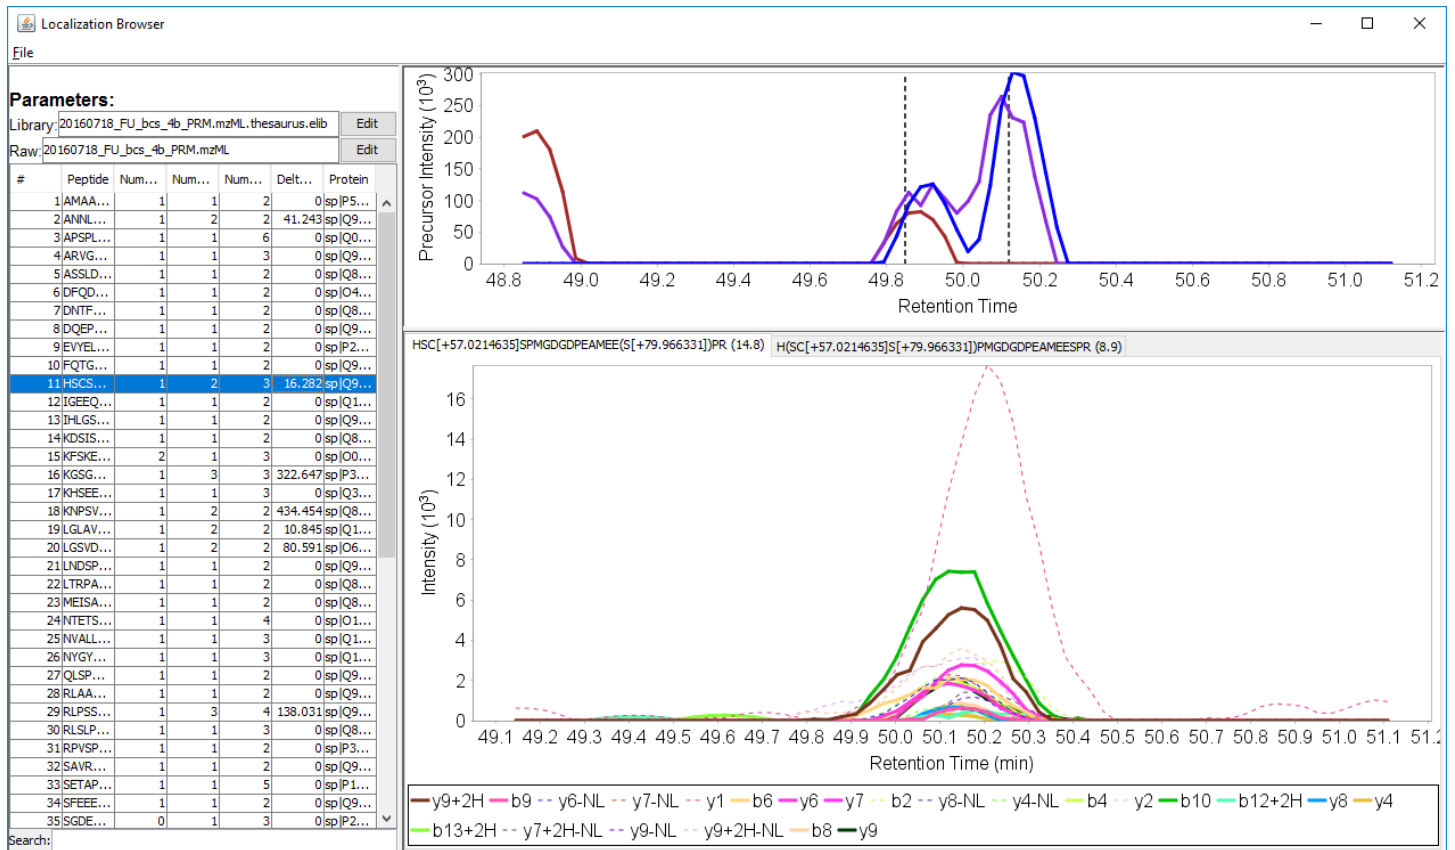 Localization Browser
File
Parameters:
Library: 20160718_FU_bcs_4b_PRM.mzML.thesaurus.elib Edit
Raw: 20160718_FU_bcs_4b_PRM.mzML Edit
# Peptide Num... Num... Num... Delt... Protein
1 AMAA... 1 1 2 0 sp|P5...
2 ANNL... 1 2 2 41.243 sp|Q9...
3 APSPL... 1 1 6 0 sp|Q0...
4 ARVG... 1 1 3 0 sp|Q9...
5 ASSLD... 1 1 2 0 sp|Q8...
6 DFQD... 1 1 2 0 sp|O4...
7 DNTF... 1 1 2 0 sp|Q8...
8 DQEP... 1 1 2 0 sp|Q9...
9 EVYEL... 1 1 2 0 sp|P2...
10 FQTG... 1 1 2 0 sp|Q9...
11 HSCS... 1 2 3 16.282 sp|Q9...
12 IGEEQ... 1 1 2 0 sp|Q1...
13 IHLGS... 1 1 2 0 sp|Q9...
14 KDSIS... 1 1 2 0 sp|Q8...
15 KFSKE... 2 1 3 0 sp|O0...
16 KGSG... 1 3 3 322.647 sp|P3...
17 KHSEE... 1 1 3 0 sp|Q3...
18 KNPSV... 1 2 2 434.454 sp|Q8...
19 LGLAV... 1 2 2 10.845 sp|Q1...
20 LGSVD... 1 2 2 80.591 sp|O6...
21 LNDSP... 1 1 2 0 sp|Q9...
22 LTRPA... 1 1 2 0 sp|Q8...
23 MEISA... 1 1 2 0 sp|Q8...
24 NTETS... 1 1 4 0 sp|O1...
25 NVALL... 1 1 3 0 sp|Q1...
26 NYGY... 1 1 3 0 sp|Q1...
27 QLSP... 1 1 2 0 sp|Q9...
28 RLAA... 1 1 2 0 sp|Q9...
29 RLPSS... 1 3 4 138.031 sp|Q9...
30 RLSLP... 1 1 3 0 sp|Q8...
31 RPVSP... 1 1 2 0 sp|P3...
32 SAVR... 1 1 2 0 sp|Q9...
33 SETAP... 1 1 5 0 sp|P1...
34 SFEEE... 1 1 2 0 sp|Q9...
35 SGDE... 0 1 3 0 sp|P2...
Search:
Precursor Intensity (10³)
300
250
200
150
100
50
0
48.8 49.0 49.2 49.4 49.6 49.8 50.0 50.2 50.4 50.6 50.8 51.0 51.2
Retention Time
HSC[+57.0214635]SPMGDGDPEAMEE(S[+79.966331])PR (14.8) H(SC[+57.0214635]S[+79.966331])PMGDGDPEAMEESPR (8.9)
Intensity (10³)
16
14
12
10
8
6
4
2
0
49.1 49.2 49.3 49.4 49.5 49.6 49.7 49.8 49.9 50.0 50.1 50.2 50.3 50.4 50.5 50.6 50.7 50.8 50.9 51.0 51.1 51.2
Retention Time (min)
y9+2H b9 y6-NL y7-NL y1 b6 y6 y7 b2 y8-NL y4-NL b4 y2 b10 b12+2H y8 y4
b13+2H y7+2H-NL y9-NL y9+2H-NL b8 y9